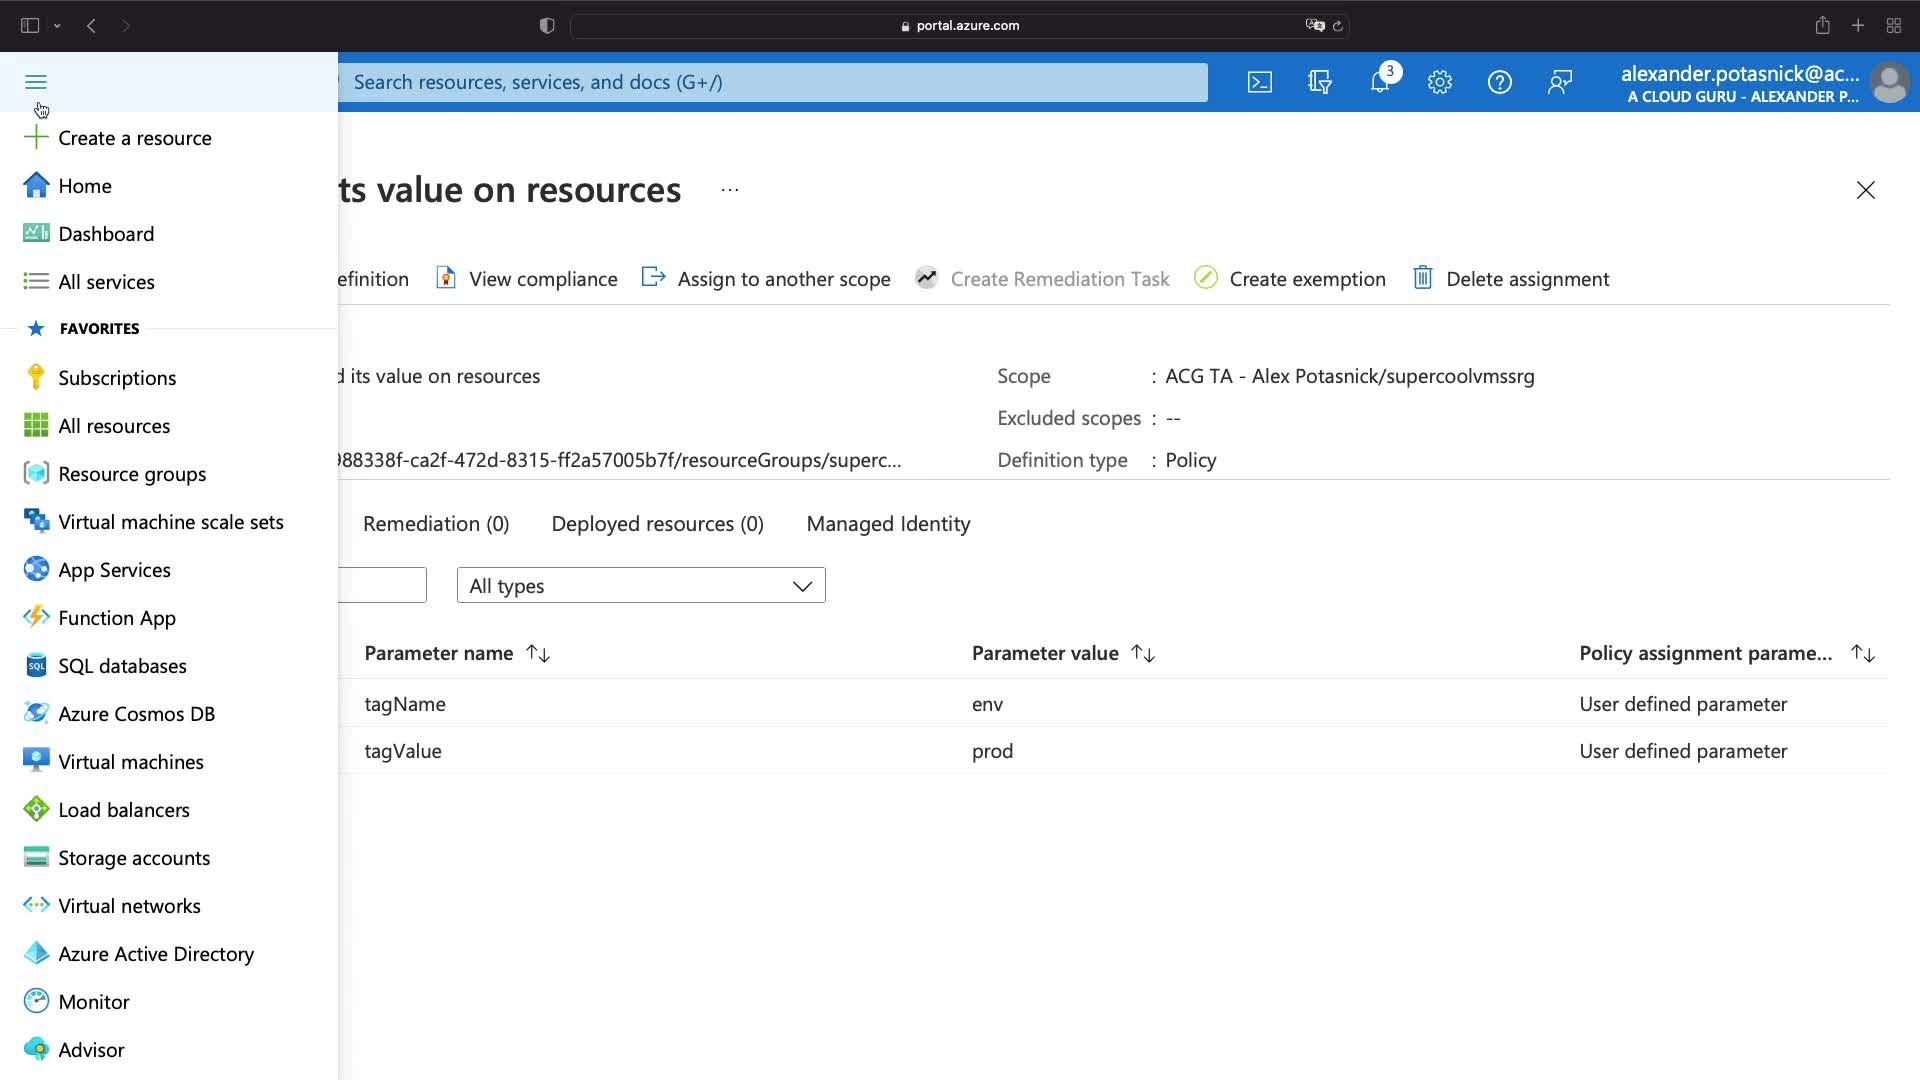 portal.azure.com
Search resources, services, and docs (G+/)
3
alexander.potasnick@ac...
A CLOUD GURU - ALEXANDER P...
Create a resource
Home
Dashboard
All services
FAVORITES
Subscriptions
All resources
Resource groups
Virtual machine scale sets
App Services
Function App
SQL
SQL databases
Azure Cosmos DB
Virtual machines
Load balancers
Storage accounts
Virtual networks
Azure Active Directory
Monitor
Advisor
ts value on resources ...
efinition View compliance Assign to another scope Create Remediation Task Create exemption Delete assignment
d its value on resources
Scope : ACG TA - Alex Potasnick/supercoolvmssrg
Excluded scopes : --
988338f-ca2f-472d-8315-ff2a57005b7f/resourceGroups/superc...
Definition type : Policy
Remediation (0) Deployed resources (0) Managed Identity
All types
Parameter name Parameter value Policy assignment parame...
tagName env User defined parameter
tagValue prod User defined parameter